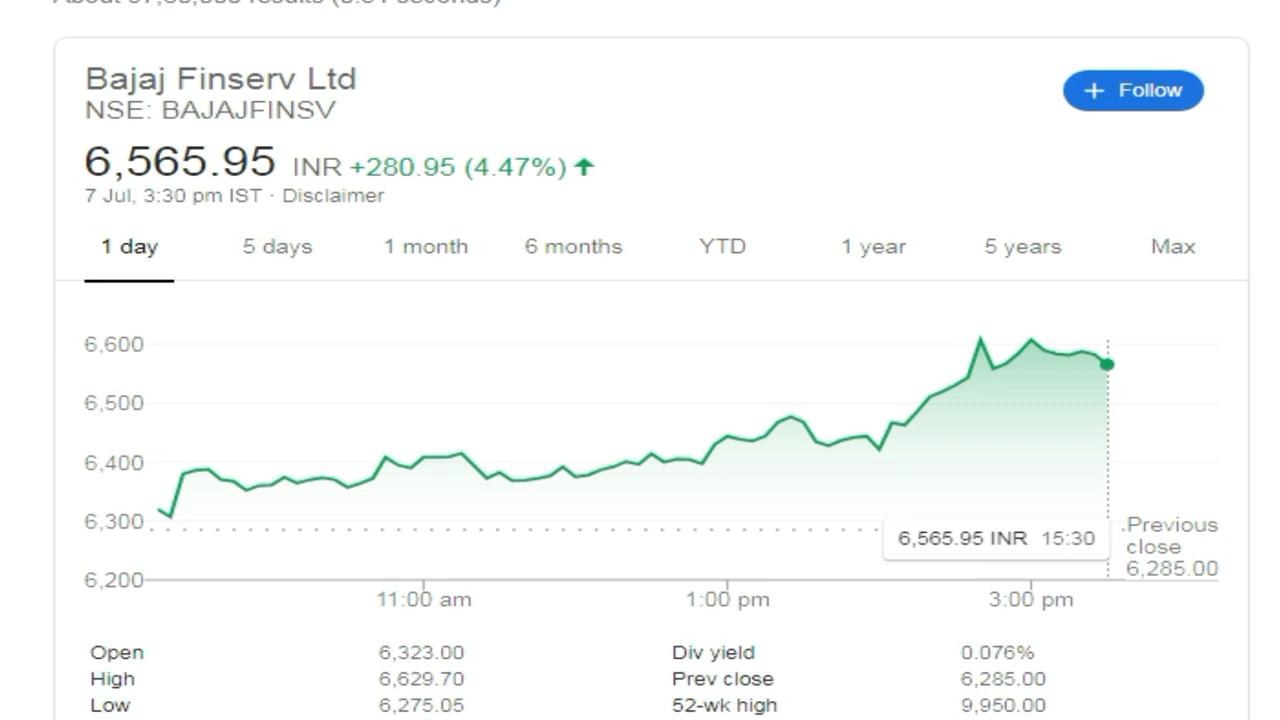 Bajaj Finserv Ltd
NSE: BAJAJFINSV
+ Follow
6,565.95 INR +280.95 (4.47%)
7 Jul, 3:30 pm IST · Disclaimer
1 day 5 days 1 month 6 months YTD 1 year 5 years Max
6,600
6,500
6,400
6,300
6,200
6,565.95 INR 15:30
Previous
close
6,285.00
11:00 am 1:00 pm 3:00 pm
Open 6,323.00 Div yield 0.076%
High 6,629.70 Prev close 6,285.00
Low 6,275.05 52-wk high 9,950.00